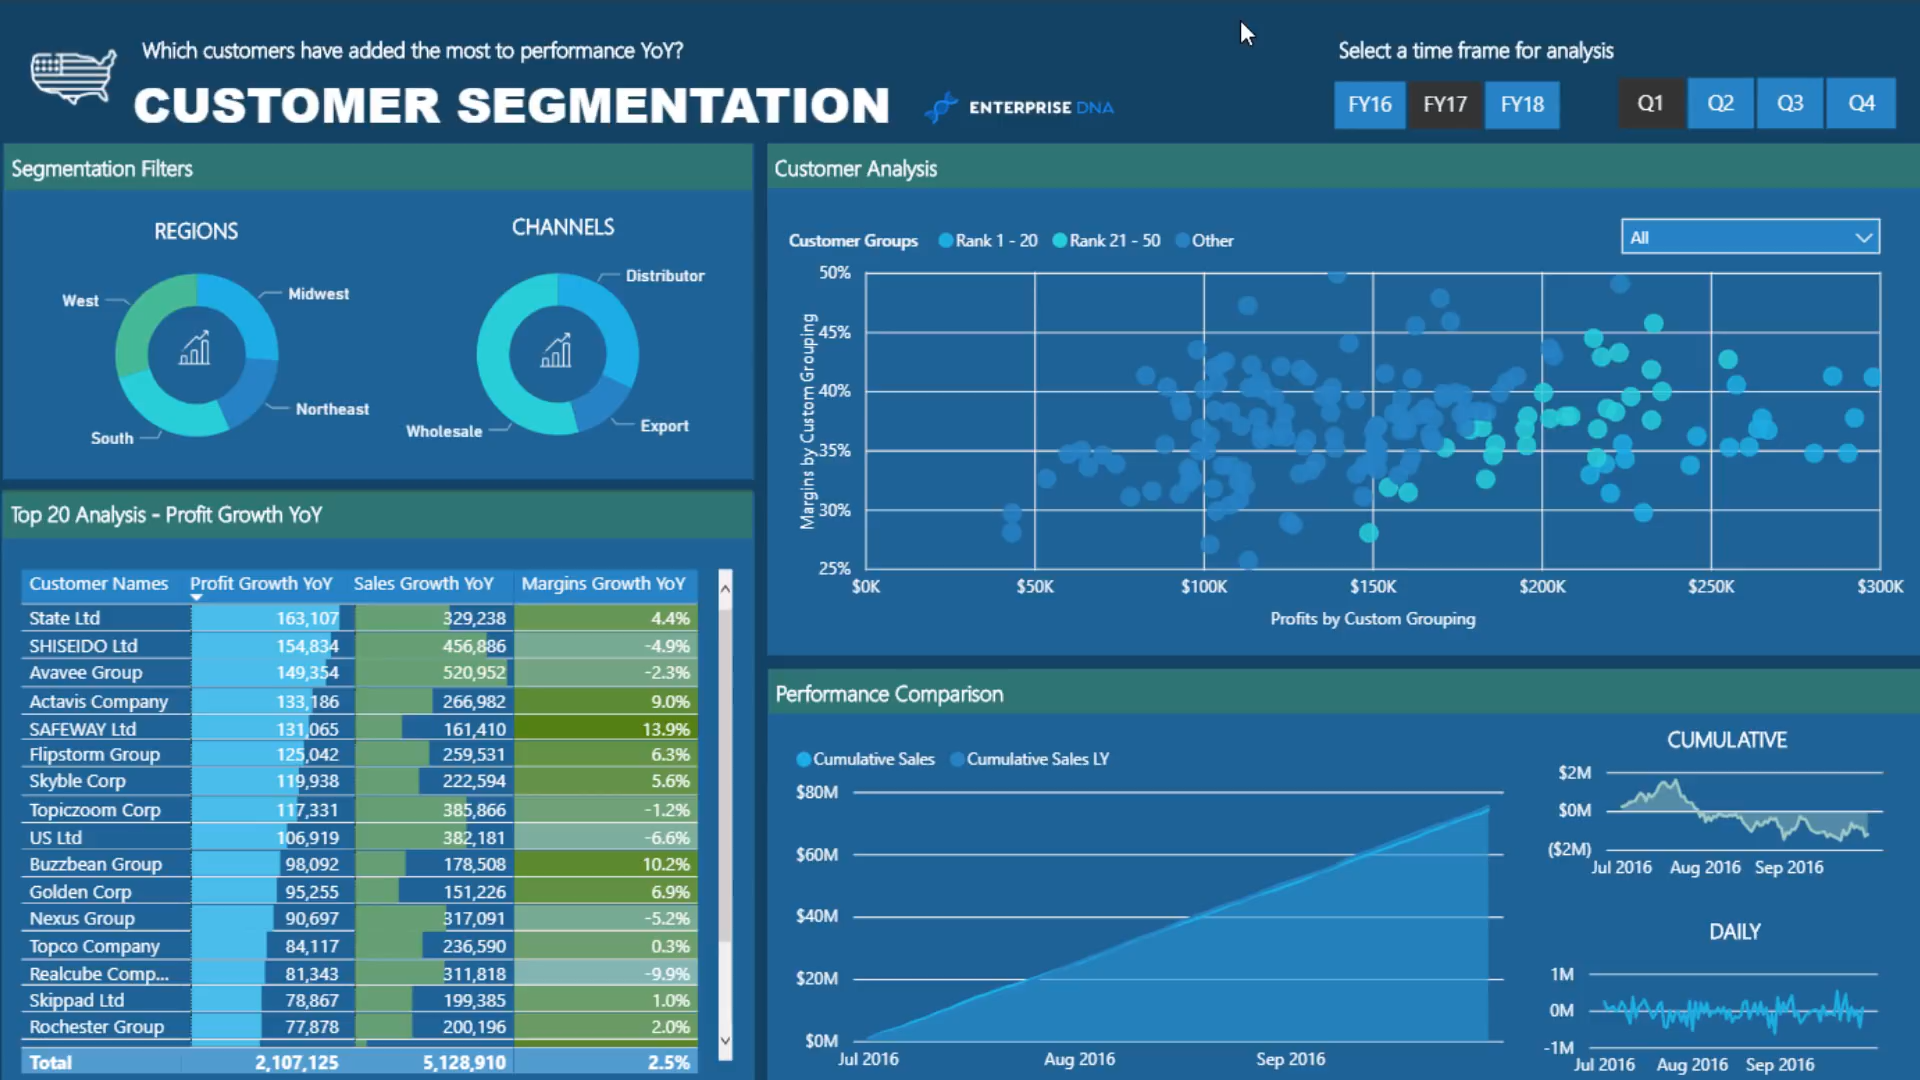 Which customers have added the most to performance YoY?
CUSTOMER SEGMENTATION
ENTERPRISE DNA
Select a time frame for analysis
FY16 FY17 FY18 Q1 Q2 Q3 Q4
Segmentation Filters
REGIONS
West
Midwest
Northeast
South
CHANNELS
Distributor
Wholesale
Export
Top 20 Analysis - Profit Growth YoY
Customer Names Profit Growth YoY Sales Growth YoY Margins Growth YoY
State Ltd 163,107 329,238 4.4%
SHISEIDO Ltd 154,834 456,886 -4.9%
Avavee Group 149,354 520,952 -2.3%
Actavis Company 133,186 266,982 9.0%
SAFEWAY Ltd 131,065 161,410 13.9%
Flipstorm Group 125,042 259,531 6.3%
Skyble Corp 119,938 222,594 5.6%
Topiczoom Corp 117,331 385,866 -1.2%
US Ltd 106,919 382,181 -6.6%
Buzzbean Group 98,092 178,508 10.2%
Golden Corp 95,255 151,226 6.9%
Nexus Group 90,697 317,091 -5.2%
Topco Company 84,117 236,590 0.3%
Realcube Comp... 81,343 311,818 -9.9%
Skippad Ltd 78,867 199,385 1.0%
Rochester Group 77,878 200,196 2.0%
Total 2,107,125 5,128,910 2.5%
Customer Analysis
Customer Groups Rank 1 - 20 Rank 21 - 50 Other
All
Margins by Custom Grouping
50%
45%
40%
35%
30%
25%
$0K $50K $100K $150K $200K $250K $300K
Profits by Custom Grouping
Performance Comparison
Cumulative Sales Cumulative Sales LY
$80M
$60M
$40M
$20M
$0M
Jul 2016 Aug 2016 Sep 2016
CUMULATIVE
$2M
$0M
($2M)
Jul 2016 Aug 2016 Sep 2016
DAILY
1M
0M
-1M
Jul 2016 Aug 2016 Sep 2016